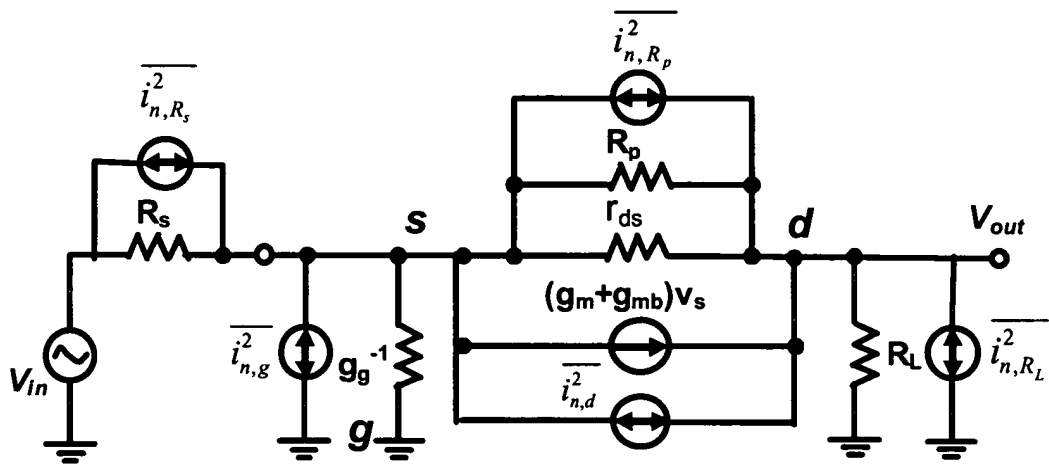 i²n,Rp
i²n,Rs
Rp
Rs
s
rds
d
Vout
(gm+gmb)vs
Vin
i²n,g
gg-1
i²n,d
RL
i²n,RL
g